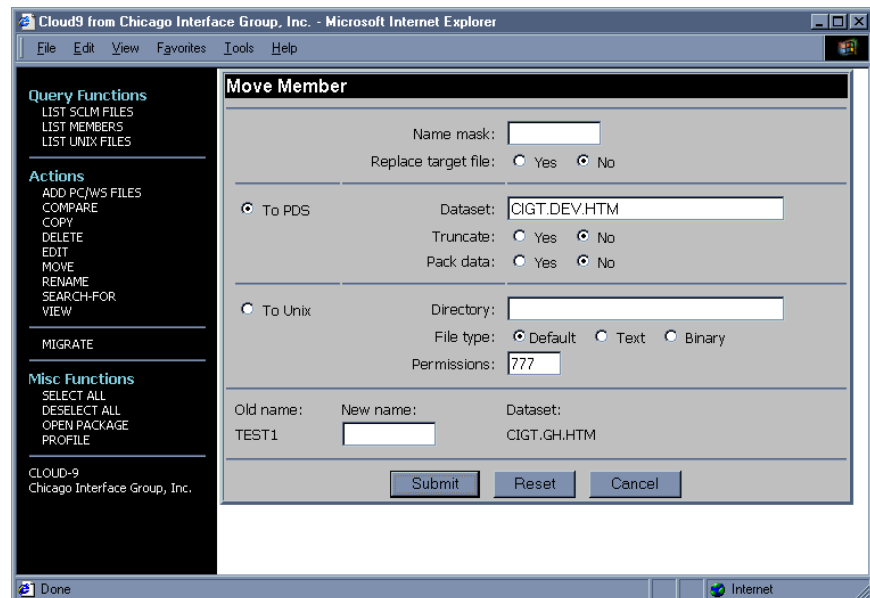 Cloud9 from Chicago Interface Group, Inc. - Microsoft Internet Explorer
File Edit View Favorites Tools Help
Query Functions
LIST SCLM FILES
LIST MEMBERS
LIST UNIX FILES
Actions
ADD PC/WS FILES
COMPARE
COPY
DELETE
EDIT
MOVE
RENAME
SEARCH-FOR
VIEW
MIGRATE
Misc Functions
SELECT ALL
DESELECT ALL
OPEN PACKAGE
PROFILE
CLOUD-9
Chicago Interface Group, Inc.
Move Member
Name mask:
Replace target file: Yes No
To PDS Dataset: CIGT.DEV.HTM
Truncate: Yes No
Pack data: Yes No
To Unix Directory:
File type: Default Text Binary
Permissions: 777
Old name: New name: Dataset:
TEST1 CIGT.GH.HTM
Submit Reset Cancel
Done Internet